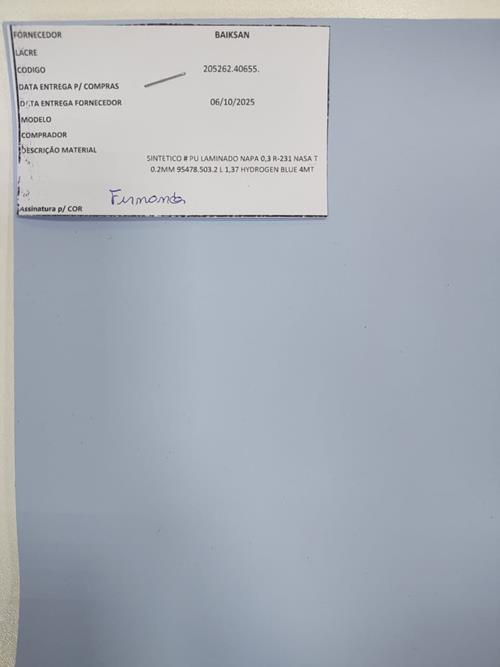 FORNECEDOR BAIKSAN
LACRE
CODIGO 205262.40655.
DATA ENTREGA P/ COMPRAS
DATA ENTREGA FORNECEDOR 06/10/2025
MODELO
COMPRADOR
DESCRIÇÃO MATERIAL
SINTETICO # PU LAMINADO NAPA 0,3 R-231 NASA T
0.2MM 95478.503.2 L 1,37 HYDROGEN BLUE 4MT
Assinatura p/ COR Fernanda